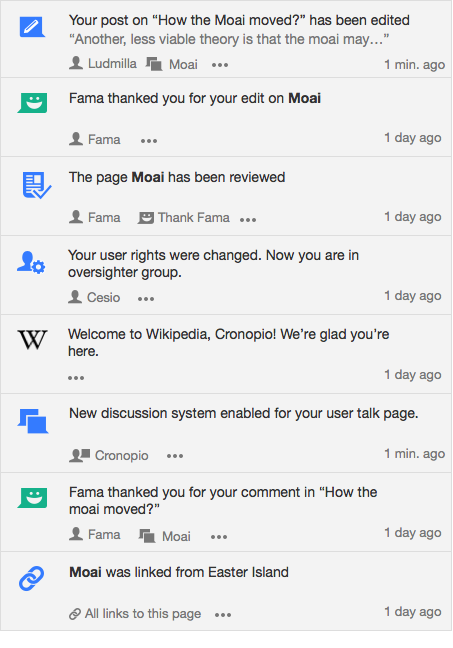 Your post on “How the Moai moved?” has been edited
“Another, less viable theory is that the moai may…”
Ludmilla Moai ••• 1 min. ago
Fama thanked you for your edit on Moai
Fama ••• 1 day ago
The page Moai has been reviewed
Fama Thank Fama ••• 1 day ago
Your user rights were changed. Now you are in
oversighter group.
Cesio ••• 1 day ago
W Welcome to Wikipedia, Cronopio! We're glad you're
here.
••• 1 day ago
New discussion system enabled for your user talk page.
Cronopio ••• 1 min. ago
Fama thanked you for your comment in “How the
moai moved?”
Fama Moai ••• 1 day ago
Moai was linked from Easter Island
All links to this page ••• 1 day ago